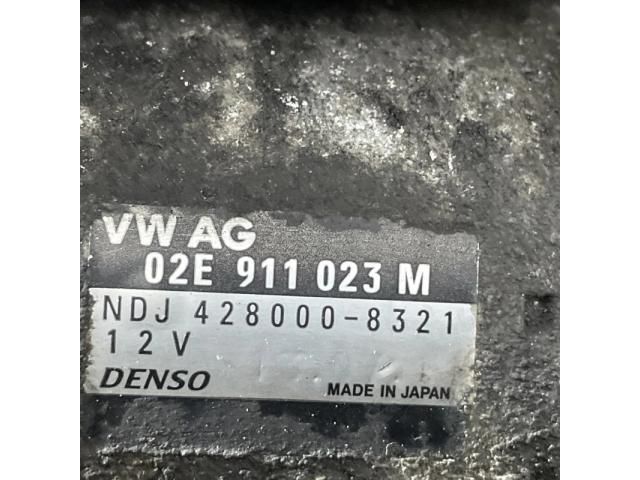 VW AG
02E 911 023 M
NDJ 428000-8321
12V
DENSO MADE IN JAPAN